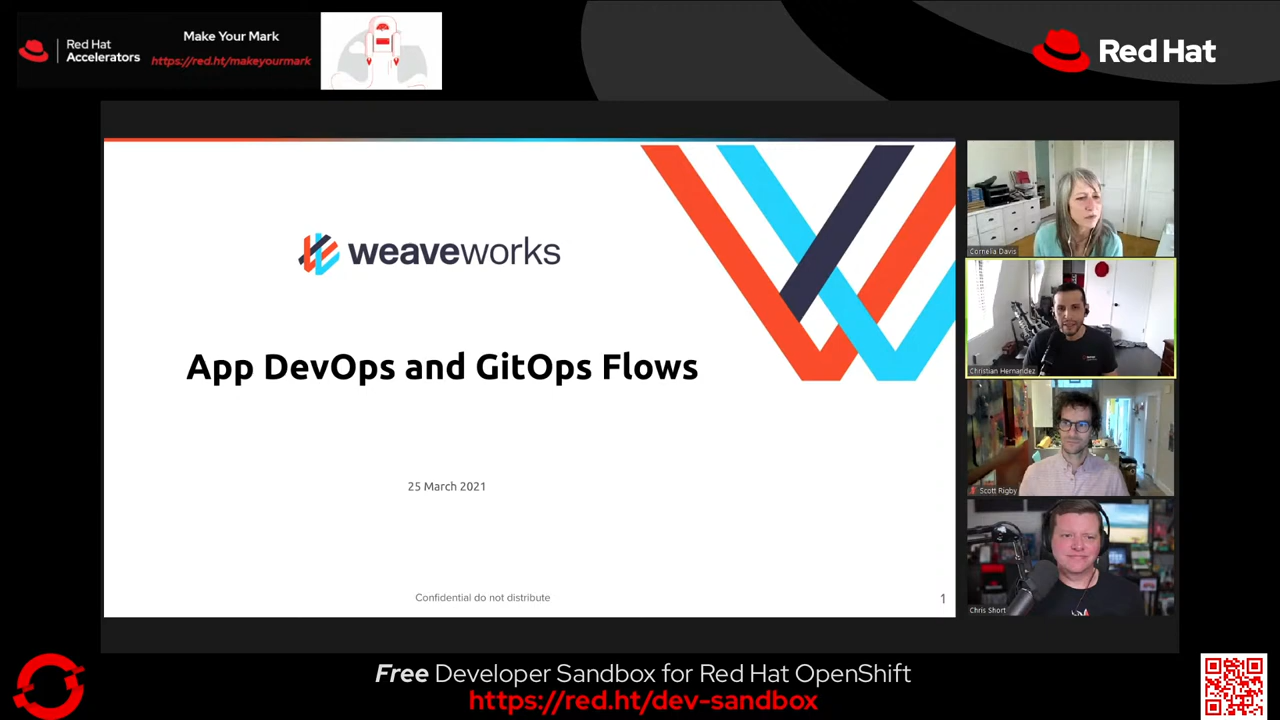 Red Hat
Accelerators
Make Your Mark
https://red.ht/makeyourmark
Red Hat
weaveworks
App DevOps and GitOps Flows
25 March 2021
Confidential do not distribute
1
Cornelia Davis
Christian Hernandez
Scott Rigby
Chris Short
Free Developer Sandbox for Red Hat OpenShift
https://red.ht/dev-sandbox